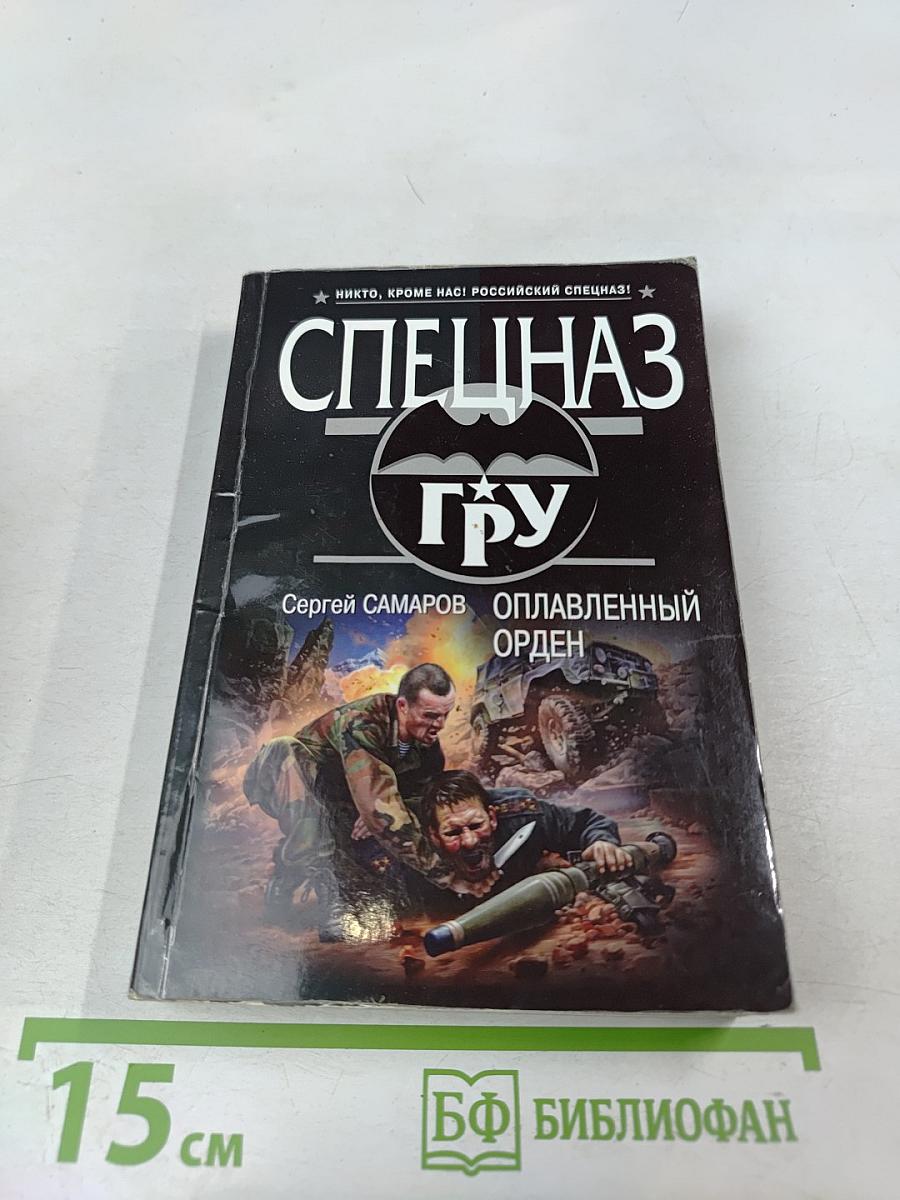 НИКТО, КРОМЕ НАС! РОССИЙСКИЙ СПЕЦНАЗ!
СПЕЦНАЗ
ГРУ
Сергей САМАРОВ
ОПЛАВЛЕННЫЙ
ОРДЕН
15 см
БФ БИБЛИОФАН